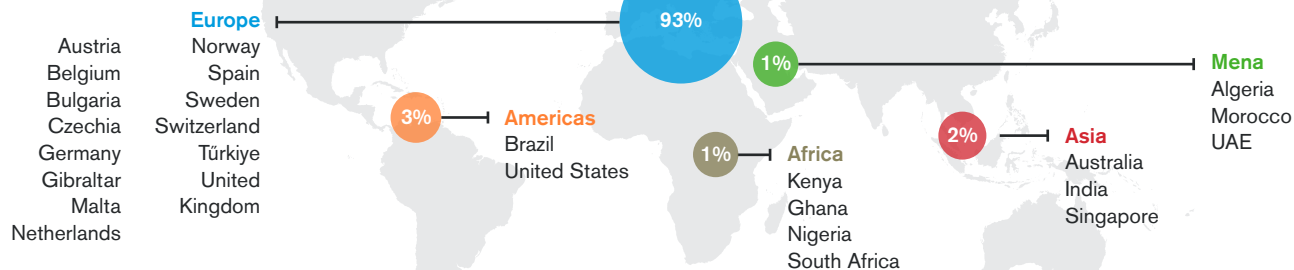 Europe
Austria
Belgium
Bulgaria
Czechia
Germany
Gibraltar
Malta
Netherlands
Norway
Spain
Sweden
Switzerland
Tűrkiye
United
Kingdom
93%
3%
Americas
Brazil
United States
1%
Africa
Kenya
Ghana
Nigeria
South Africa
1%
Mena
Algeria
Morocco
UAE
2%
Asia
Australia
India
Singapore